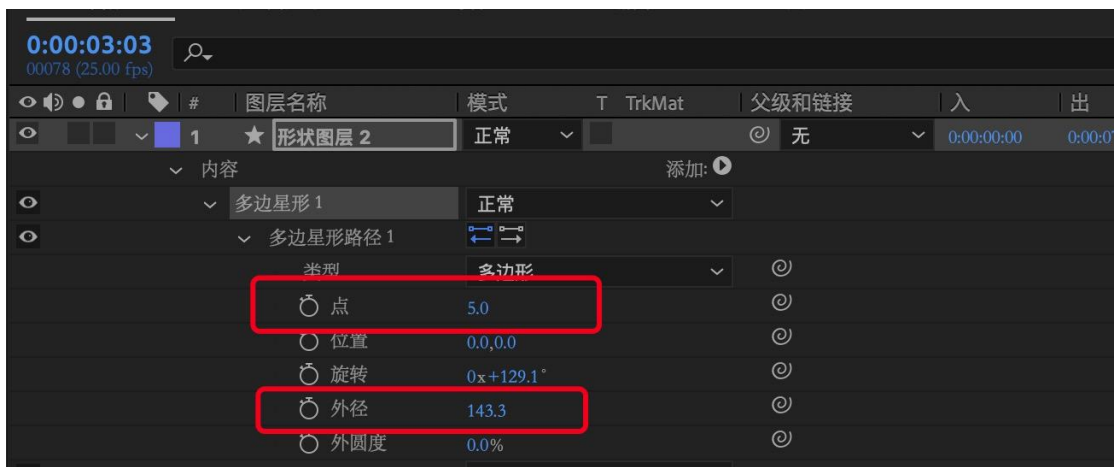 0:00:03:03
00078 (25.00 fps)
# 图层名称 模式 T TrkMat 父级和链接 入 出
1 形状图层 2 正常 无 0:00:00:00 0:00:0
内容 添加:
多边星形 1 正常
多边星形路径 1
类型 多边形
点 5.0
位置 0.0,0.0
旋转 0x+129.1°
外径 143.3
外圆度 0.0%